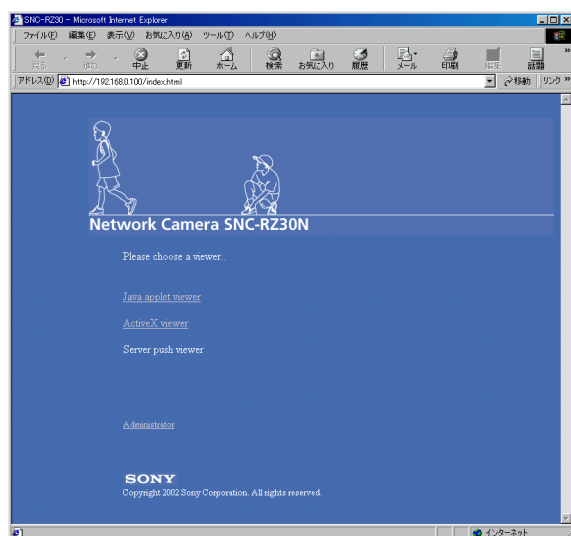 SNC-RZ30 - Microsoft Internet Explorer
ファイル(F) 編集(E) 表示(V) お気に入り(A) ツール(T) ヘルプ(H)
戻る 進む 中止 更新 ホーム 検索 お気に入り 履歴 メール 印刷 編集 話題
アドレス(D) http://192.168.0.100/index.html 移動 リンク
Network Camera SNC-RZ30N
Please choose a viewer..
Java applet viewer
ActiveX viewer
Server push viewer
Administrator
SONY
Copyright 2002 Sony Corporation. All rights reserved.
インターネット